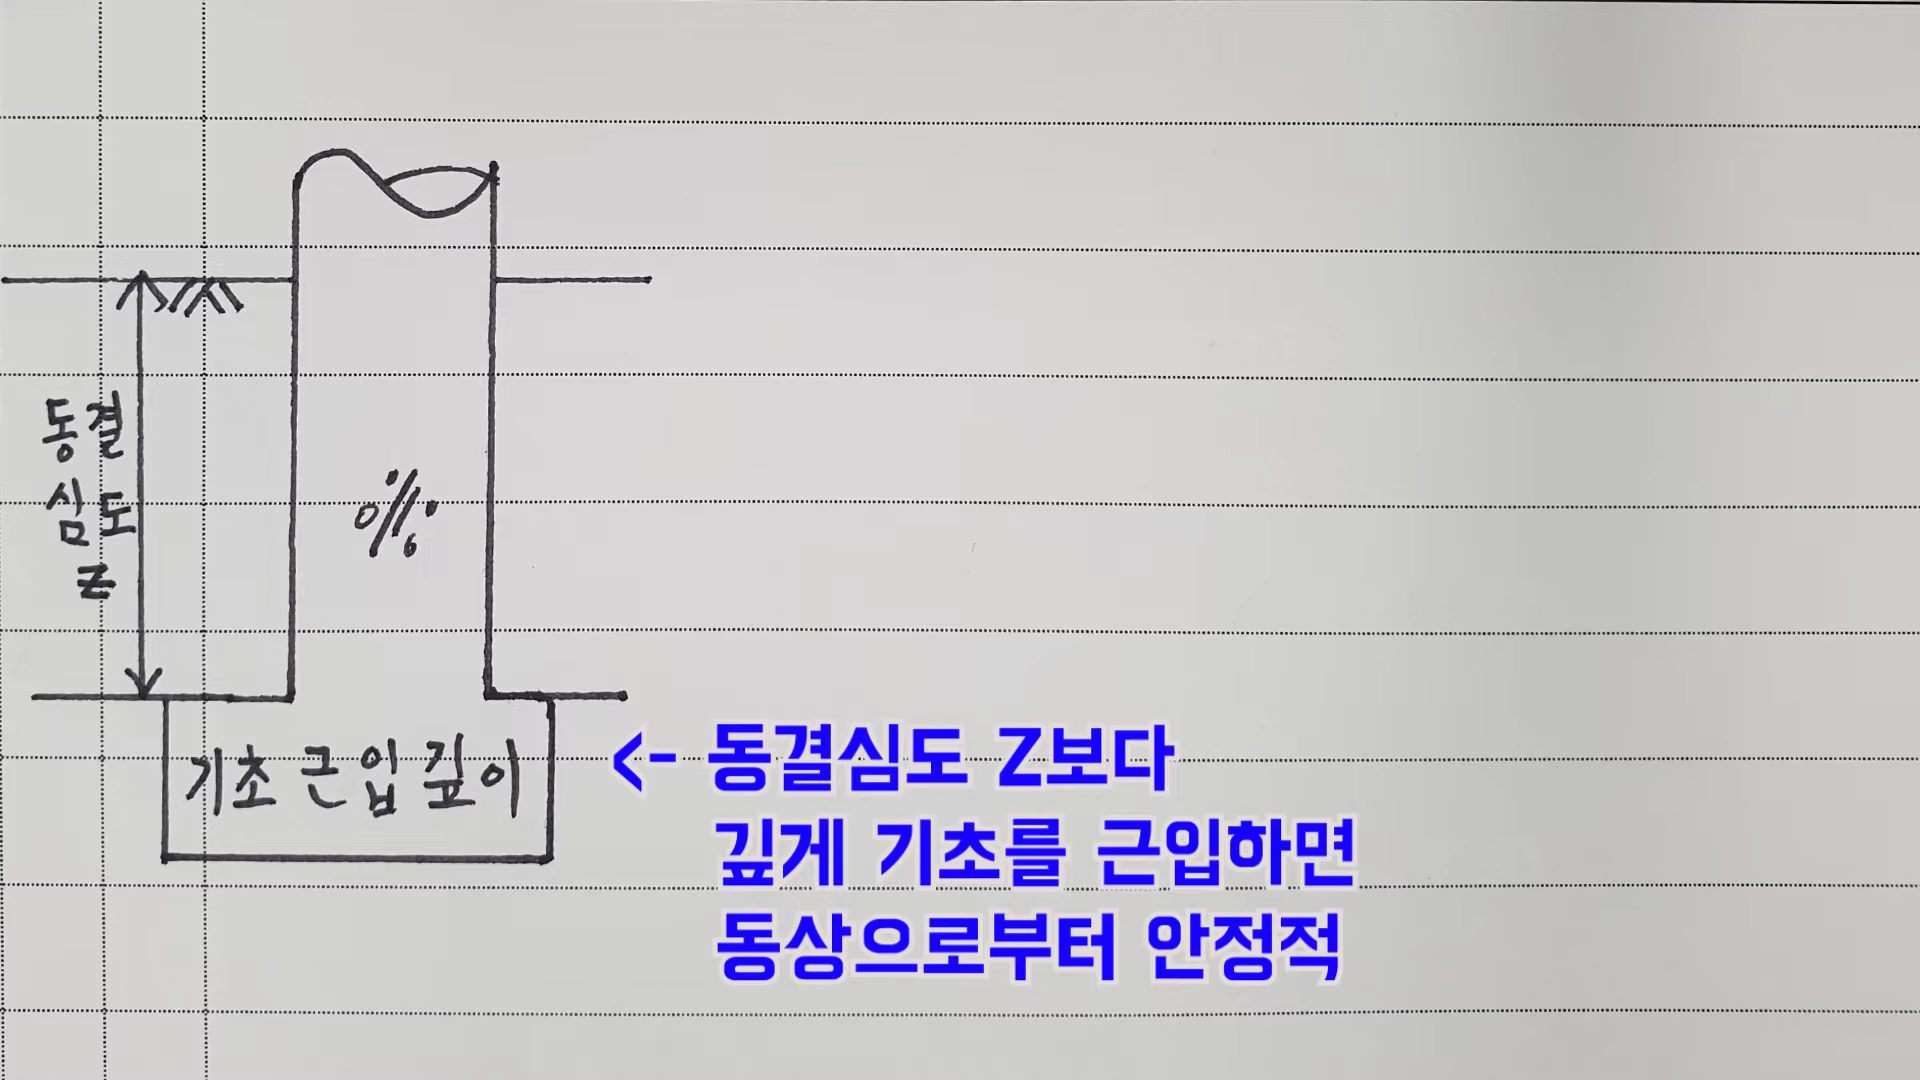 동결
심도
Z
기초 근입 깊이
<- 동결심도 Z보다
깊게 기초를 근입하면
동상으로부터 안정적